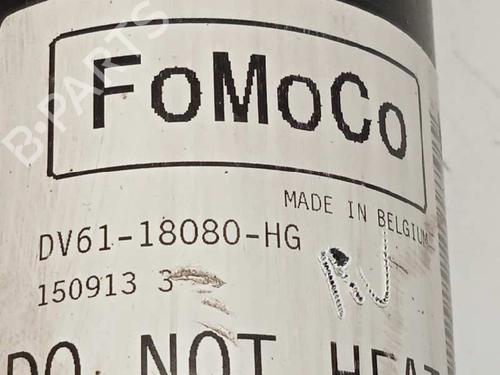 FoMoCo
MADE IN BELGIUM
DV61-18080-HG
150913 3
DO NOT HEAT
B-PARTS